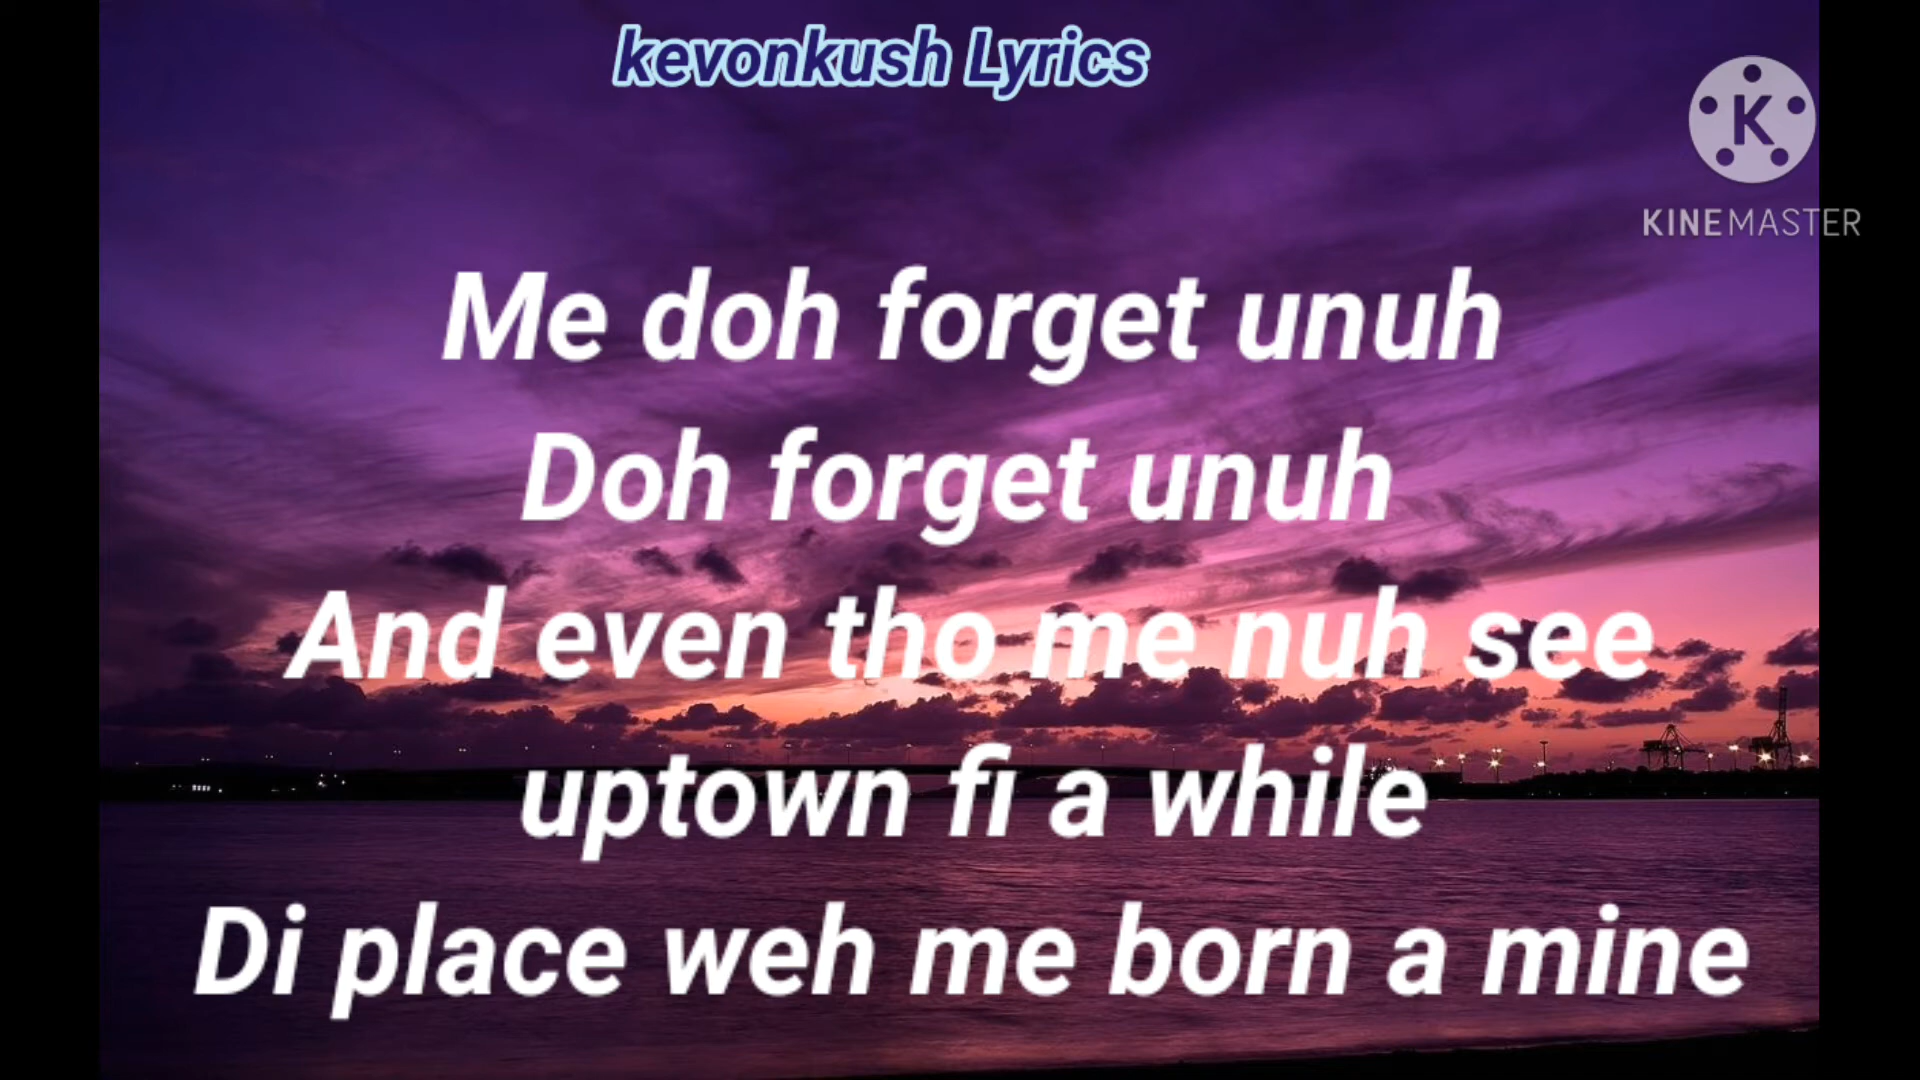 kevonkush Lyrics
K
KINEMASTER
Me doh forget unuh
Doh forget unuh
And even tho me nuh see
uptown fi a while
Di place weh me born a mine